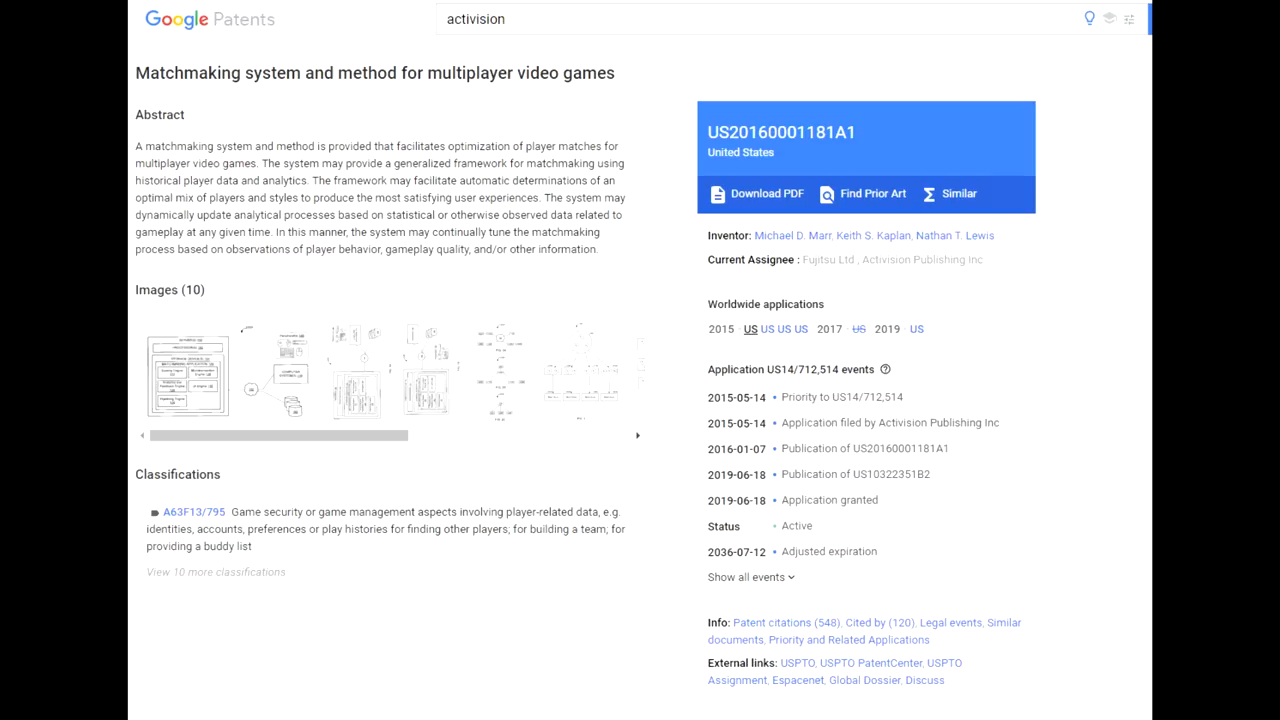 Google Patents
activision
Matchmaking system and method for multiplayer video games
Abstract
A matchmaking system and method is provided that facilitates optimization of player matches for
multiplayer video games. The system may provide a generalized framework for matchmaking using
historical player data and analytics. The framework may facilitate automatic determinations of an
optimal mix of players and styles to produce the most satisfying user experiences. The system may
dynamically update analytical processes based on statistical or otherwise observed data related to
gameplay at any given time. In this manner, the system may continually tune the matchmaking
process based on observations of player behavior, gameplay quality, and/or other information.
Images (10)
Classifications
A63F13/795 Game security or game management aspects involving player-related data, e.g.
identities, accounts, preferences or play histories for finding other players; for building a team; for
providing a buddy list
View 10 more classifications
US20160001181A1
United States
Download PDF Find Prior Art Similar
Inventor: Michael D. Marr, Keith S. Kaplan, Nathan T. Lewis
Current Assignee : Fujitsu Ltd , Activision Publishing Inc
Worldwide applications
2015 · US US US US 2017 · US 2019 · US
Application US14/712,514 events
2015-05-14 • Priority to US14/712,514
2015-05-14 • Application filed by Activision Publishing Inc
2016-01-07 • Publication of US20160001181A1
2019-06-18 • Publication of US10322351B2
2019-06-18 • Application granted
Status • Active
2036-07-12 • Adjusted expiration
Show all events
Info: Patent citations (548), Cited by (120), Legal events, Similar
documents, Priority and Related Applications
External links: USPTO, USPTO PatentCenter, USPTO
Assignment, Espacenet, Global Dossier, Discuss